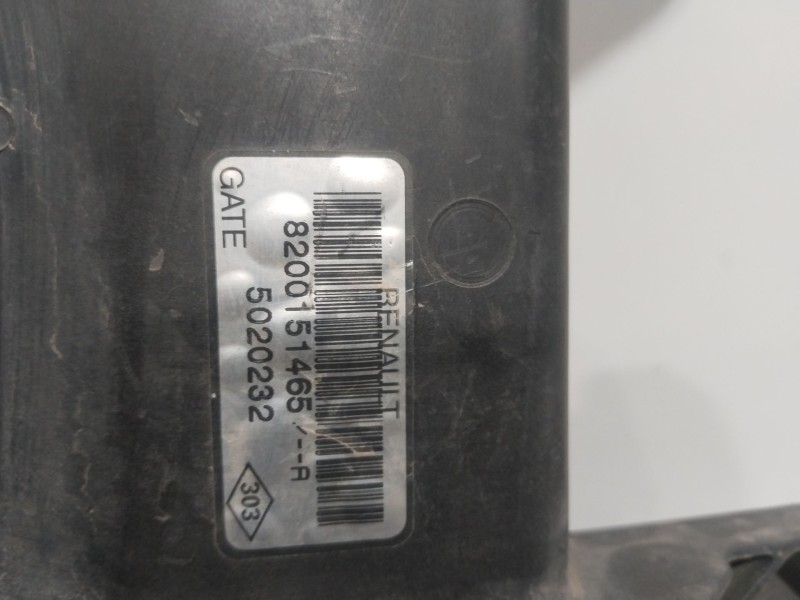 RENAULT
8200151465/--A
GATE 5020232
303